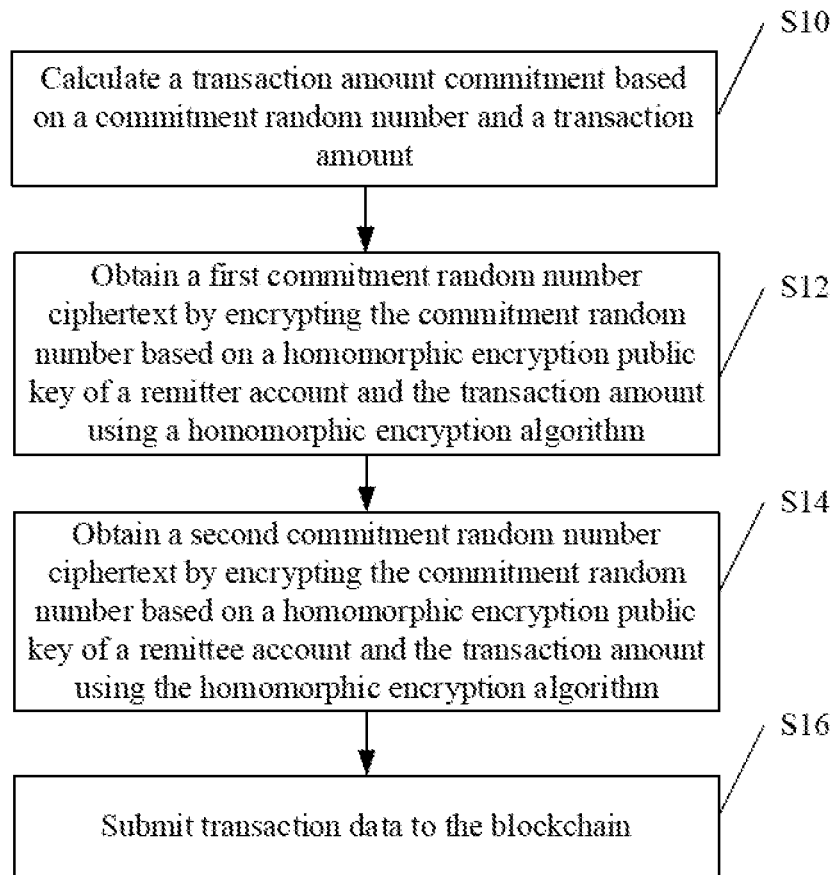 S10
Calculate a transaction amount commitment based
on a commitment random number and a transaction
amount
S12
Obtain a first commitment random number
ciphertext by encrypting the commitment random
number based on a homomorphic encryption public
key of a remitter account and the transaction amount
using a homomorphic encryption algorithm
S14
Obtain a second commitment random number
ciphertext by encrypting the commitment random
number based on a homomorphic encryption public
key of a remittee account and the transaction amount
using the homomorphic encryption algorithm
S16
Submit transaction data to the blockchain